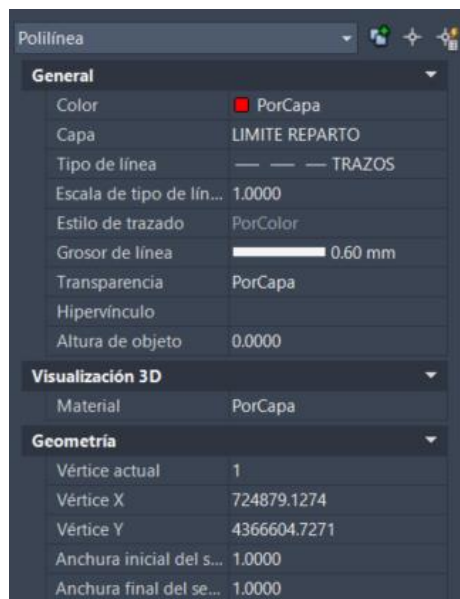 Polilínea
General
Color PorCapa
Capa LIMITE REPARTO
Tipo de línea TRAZOS
Escala de tipo de lín... 1.0000
Estilo de trazado PorColor
Grosor de línea 0.60 mm
Transparencia PorCapa
Hipervínculo
Altura de objeto 0.0000
Visualización 3D
Material PorCapa
Geometría
Vértice actual 1
Vértice X 724879.1274
Vértice Y 4366604.7271
Anchura inicial del s... 1.0000
Anchura final del se... 1.0000